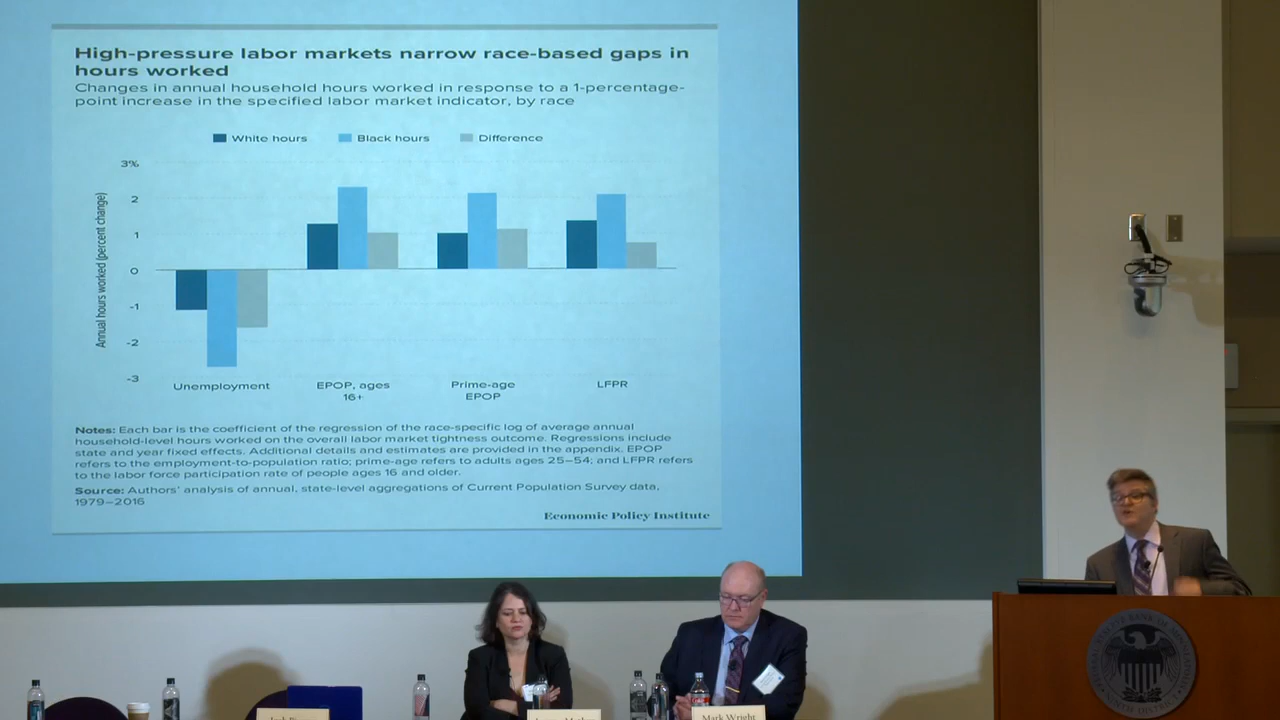 High-pressure labor markets narrow race-based gaps in
hours worked
Changes in annual household hours worked in response to a 1-percentage-
point increase in the specified labor market indicator, by race
White hours Black hours Difference
Annual hours worked (percent change)
3%
2
1
0
-1
-2
-3
Unemployment EPOP, ages 16+ Prime-age EPOP LFPR
Notes: Each bar is the coefficient of the regression of the race-specific log of average annual
household-level hours worked on the overall labor market tightness outcome. Regressions include
state and year fixed effects. Additional details and estimates are provided in the appendix. EPOP
refers to the employment-to-population ratio; prime-age refers to adults ages 25–54; and LFPR refers
to the labor force participation rate of people ages 16 and older.
Source: Authors' analysis of annual, state-level aggregations of Current Population Survey data,
1979–2016
Economic Policy Institute
Mark Wright